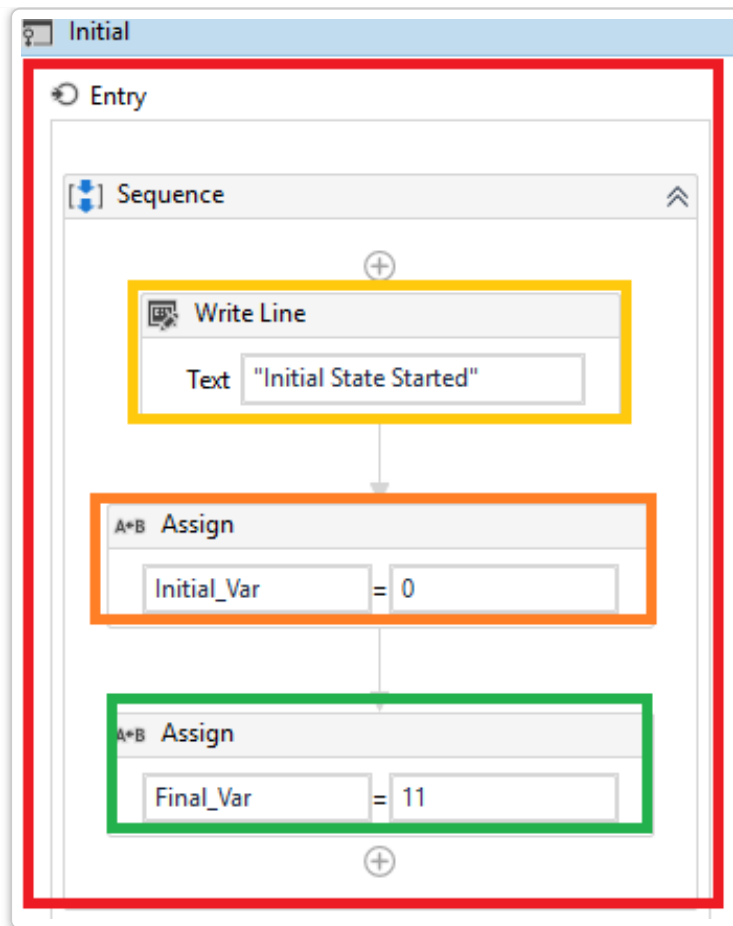 Initial
Entry
Sequence
Write Line
Text "Initial State Started"
A+B Assign
Initial_Var = 0
A+B Assign
Final_Var = 11